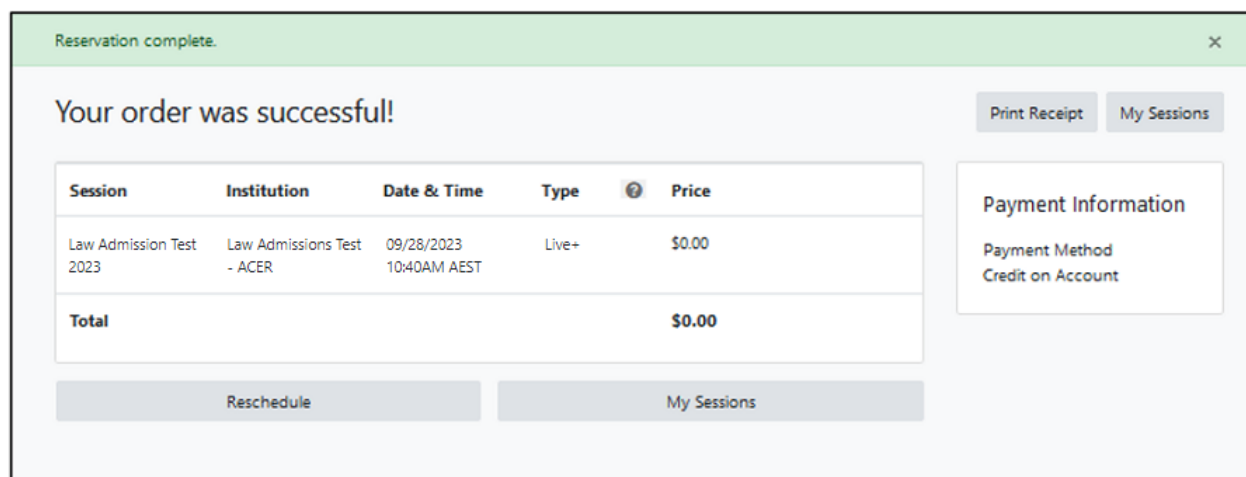 Reservation complete.
×
Your order was successful!
Print Receipt
My Sessions
Session Institution Date & Time Type ? Price
Law Admission Test Law Admissions Test 09/28/2023 Live+ $0.00
2023 - ACER 10:40AM AEST
Total $0.00
Payment Information
Payment Method
Credit on Account
Reschedule
My Sessions